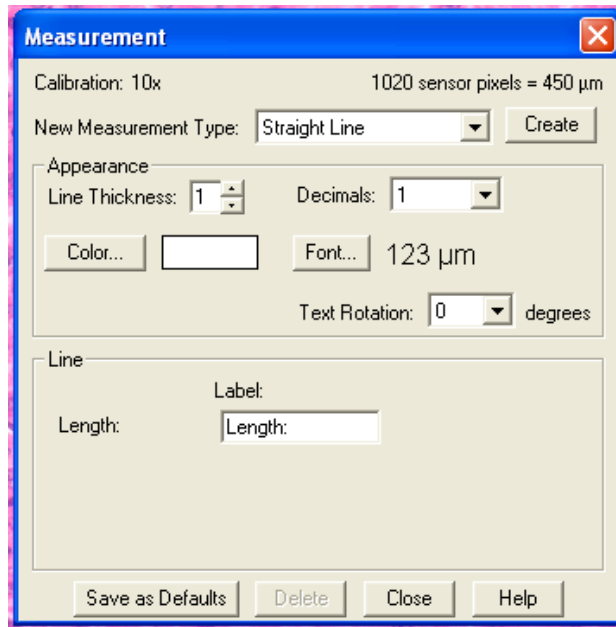 Measurement
Calibration: 10x 1020 sensor pixels = 450 µm
New Measurement Type: Straight Line Create
Appearance
Line Thickness: 1 Decimals: 1
Color... Font... 123 µm
Text Rotation: 0 degrees
Line
Label:
Length: Length:
Save as Defaults Delete Close Help